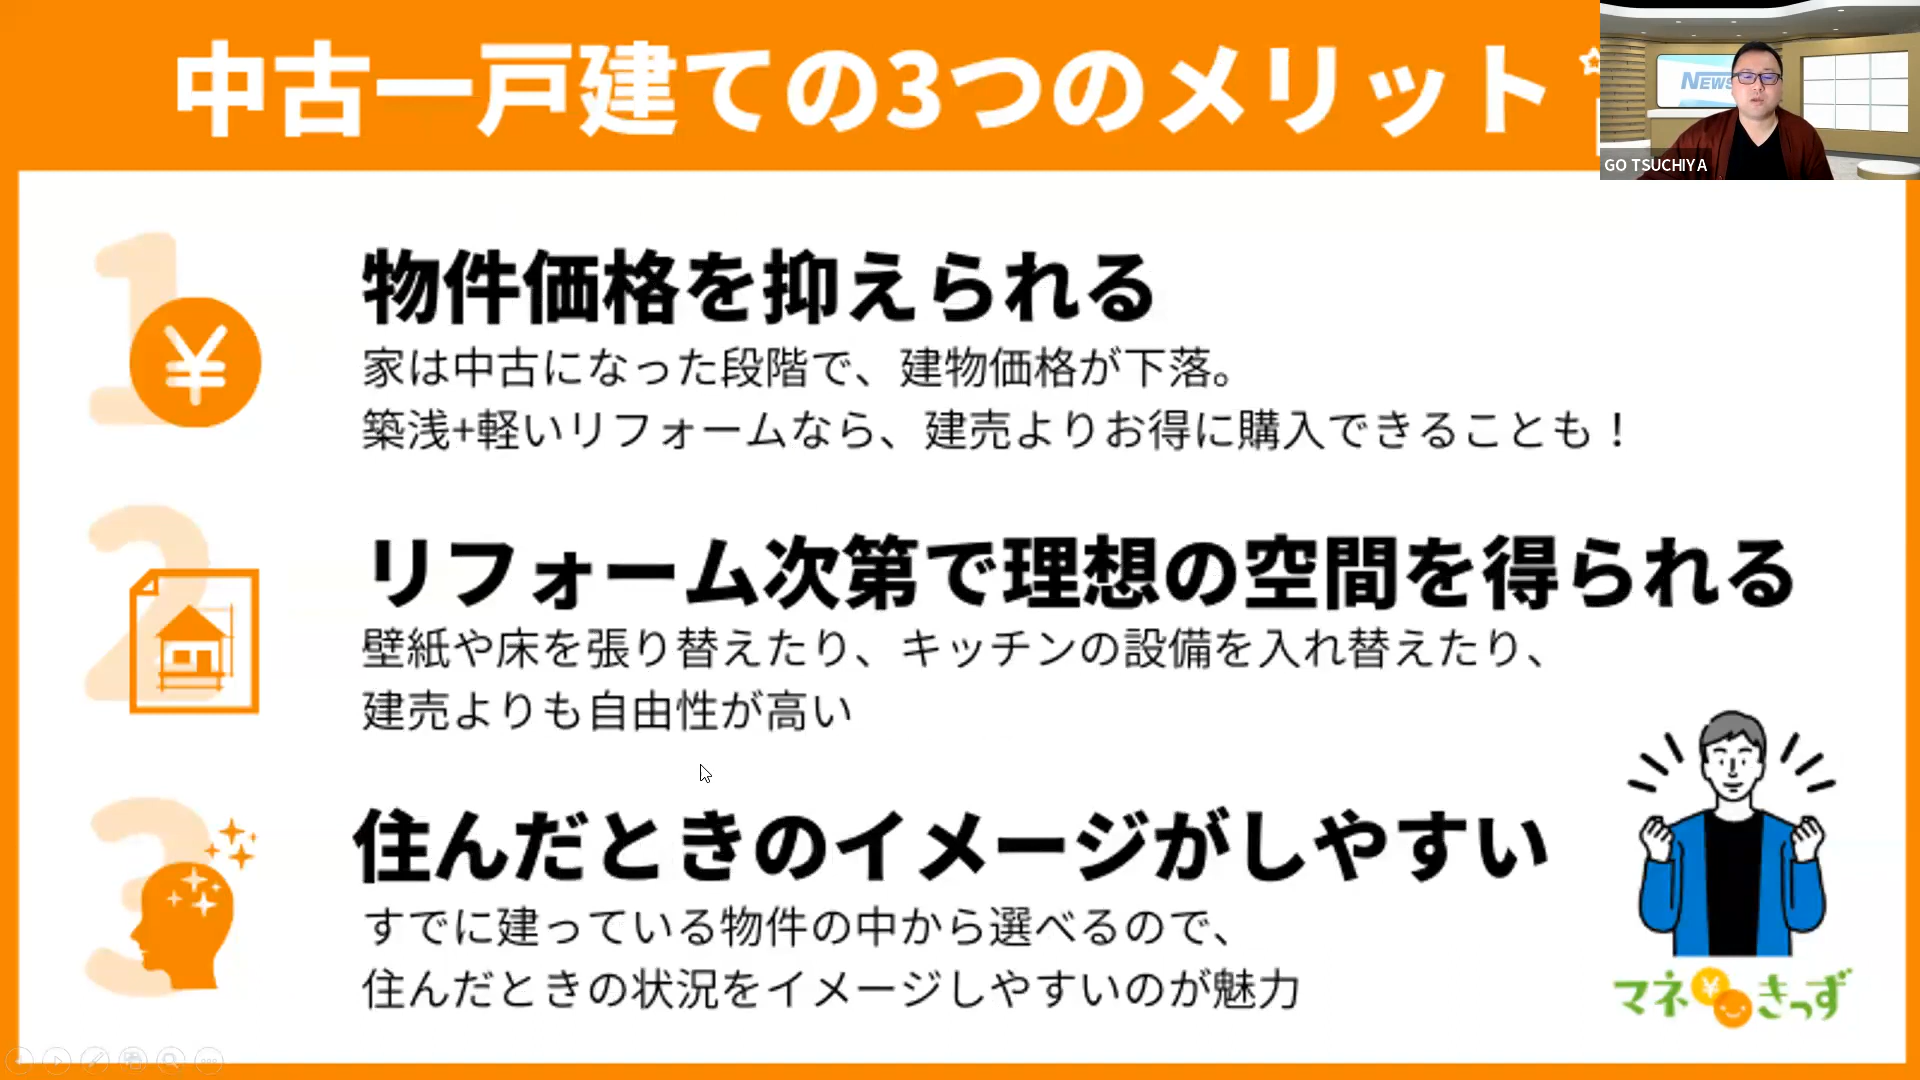 中古一戸建ての3つのメリット
NEWS
GO TSUCHIYA
1
¥
物件価格を抑えられる
家は中古になった段階で、建物価格が下落。
築浅+軽いリフォームなら、建売よりお得に購入できることも！
2
リフォーム次第で理想の空間を得られる
壁紙や床を張り替えたり、キッチンの設備を入れ替えたり、
建売よりも自由性が高い
3
住んだときのイメージがしやすい
すでに建っている物件の中から選べるので、
住んだときの状況をイメージしやすいのが魅力
マネ¥きっず